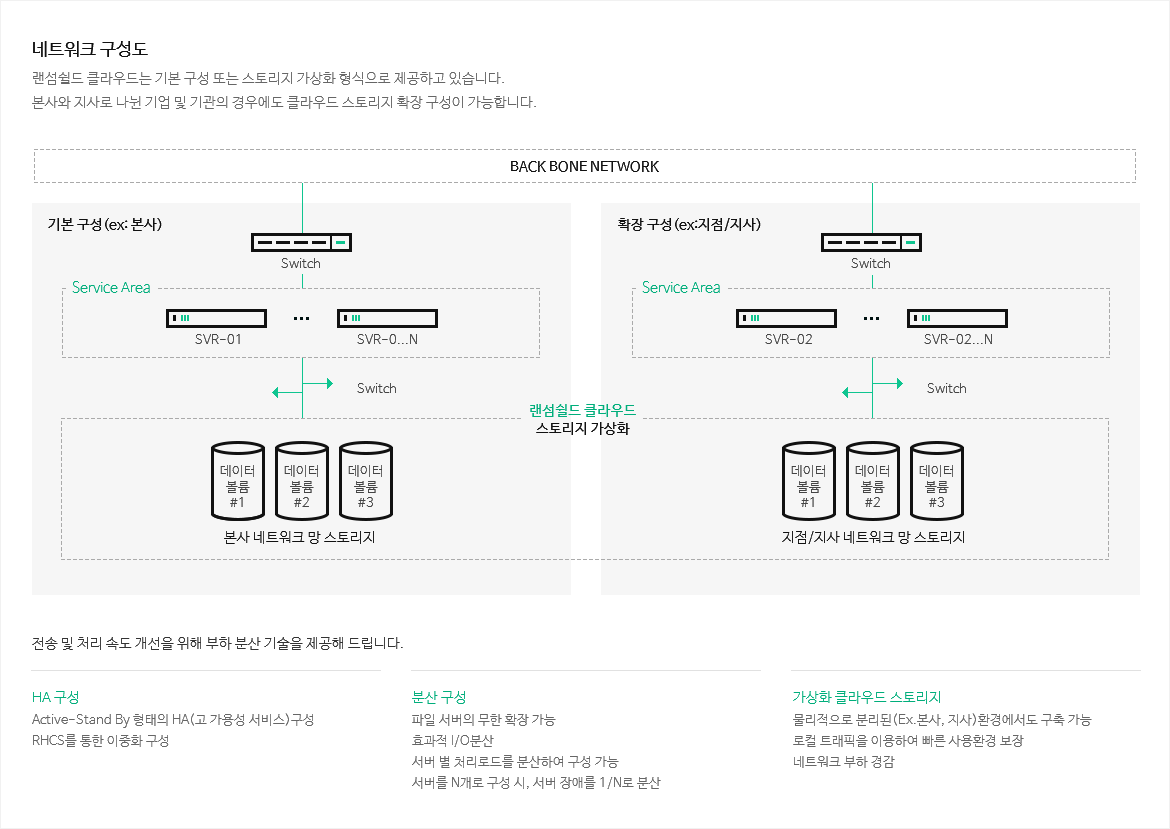 네트워크 구성도
랜섬쉴드 클라우드는 기본 구성 또는 스토리지 가상화 형식으로 제공하고 있습니다.
본사와 지사로 나뉜 기업 및 기관의 경우에도 클라우드 스토리지 확장 구성이 가능합니다.
BACK BONE NETWORK
기본 구성(ex: 본사)
Switch
Service Area
SVR-01
SVR-0...N
Switch
확장 구성(ex:지점/지사)
Switch
Service Area
SVR-02
SVR-02...N
Switch
랜섬쉴드 클라우드
스토리지 가상화
데이터
볼륨
#1
데이터
볼륨
#2
데이터
볼륨
#3
본사 네트워크 망 스토리지
데이터
볼륨
#1
데이터
볼륨
#2
데이터
볼륨
#3
지점/지사 네트워크 망 스토리지
전송 및 처리 속도 개선을 위해 부하 분산 기술을 제공해 드립니다.
HA 구성
Active-Stand By 형태의 HA(고 가용성 서비스)구성
RHCS를 통한 이중화 구성
분산 구성
파일 서버의 무한 확장 가능
효과적 I/O분산
서버 별 처리로드를 분산하여 구성 가능
서버를 N개로 구성 시, 서버 장애를 1/N로 분산
가상화 클라우드 스토리지
물리적으로 분리된(Ex.본사, 지사)환경에서도 구축 가능
로컬 트래픽을 이용하여 빠른 사용환경 보장
네트워크 부하 경감